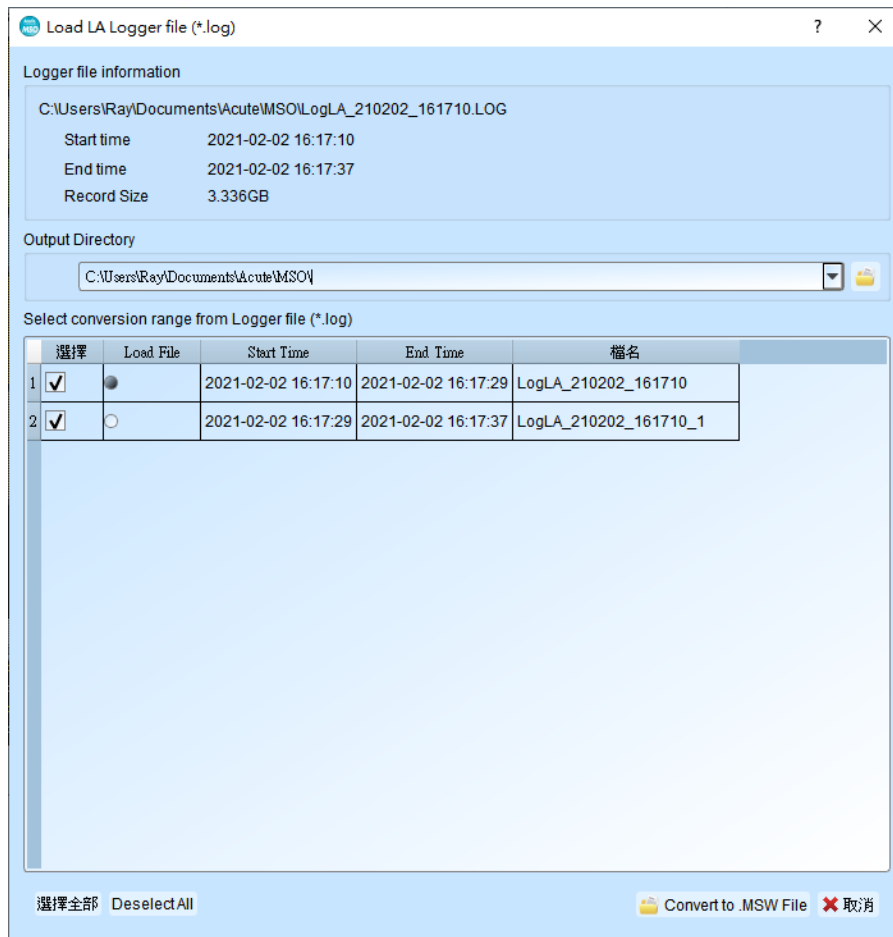 Acute
MSO
Load LA Logger file (*.log)
?
Logger file information
C:\Users\Ray\Documents\Acute\MSO\LogLA_210202_161710.LOG
Start time 2021-02-02 16:17:10
End time 2021-02-02 16:17:37
Record Size 3.336GB
Output Directory
C:\Users\Ray\Documents\Acute\MSO\
Select conversion range from Logger file (*.log)
選擇 Load File Start Time End Time 檔名
1 2021-02-02 16:17:10 2021-02-02 16:17:29 LogLA_210202_161710
2 2021-02-02 16:17:29 2021-02-02 16:17:37 LogLA_210202_161710_1
選擇全部 Deselect All Convert to .MSW File 取消